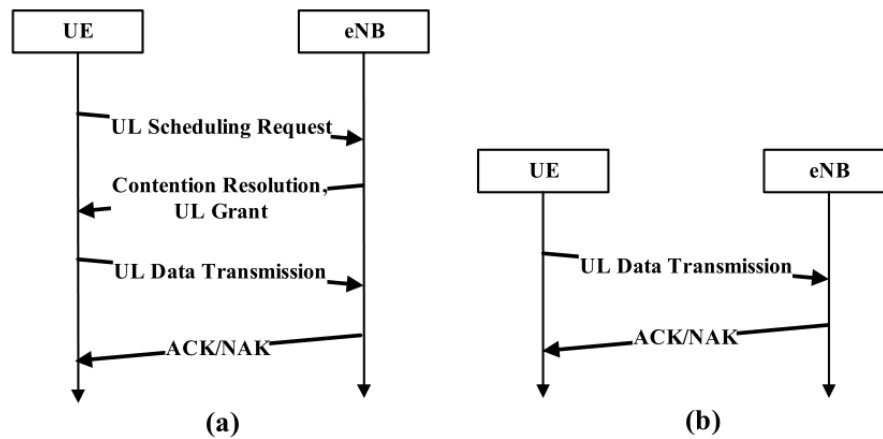 UE
eNB
UL Scheduling Request
Contention Resolution,
UL Grant
UL Data Transmission
ACK/NAK
(a)
UE
eNB
UL Data Transmission
ACK/NAK
(b)